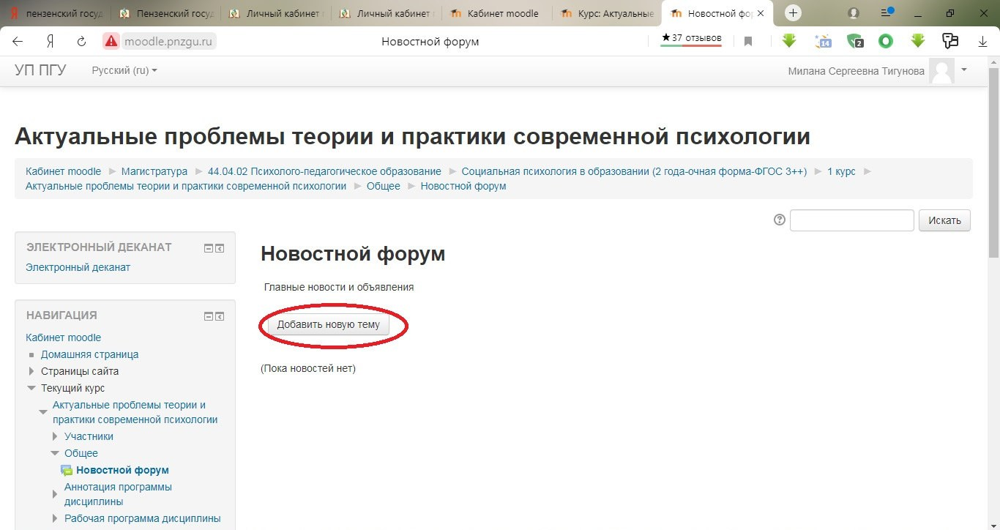 Я пензенский госуд
Пензенский госуд
Личный кабинет
Личный кабинет
Кабинет moodle
Курс: Актуальные
Новостной фо
Я moodle.pnzgu.ru Новостной форум ★37 отзывов 14 2
УП ПГУ Русский (ru) Милана Сергеевна Тигунова
Актуальные проблемы теории и практики современной психологии
Кабинет moodle ► Магистратура ► 44.04.02 Психолого-педагогическое образование ► Социальная психология в образовании (2 года-очная форма-ФГОС 3++) ► 1 курс ►
Актуальные проблемы теории и практики современной психологии ► Общее ► Новостной форум
Искать
ЭЛЕКТРОННЫЙ ДЕКАНАТ
Электронный деканат
НАВИГАЦИЯ
Кабинет moodle
Домашняя страница
Страницы сайта
Текущий курс
Актуальные проблемы теории и
практики современной психологии
Участники
Общее
Новостной форум
Аннотация программы
дисциплины
Рабочая программа дисциплины
Новостной форум
Главные новости и объявления
Добавить новую тему
(Пока новостей нет)